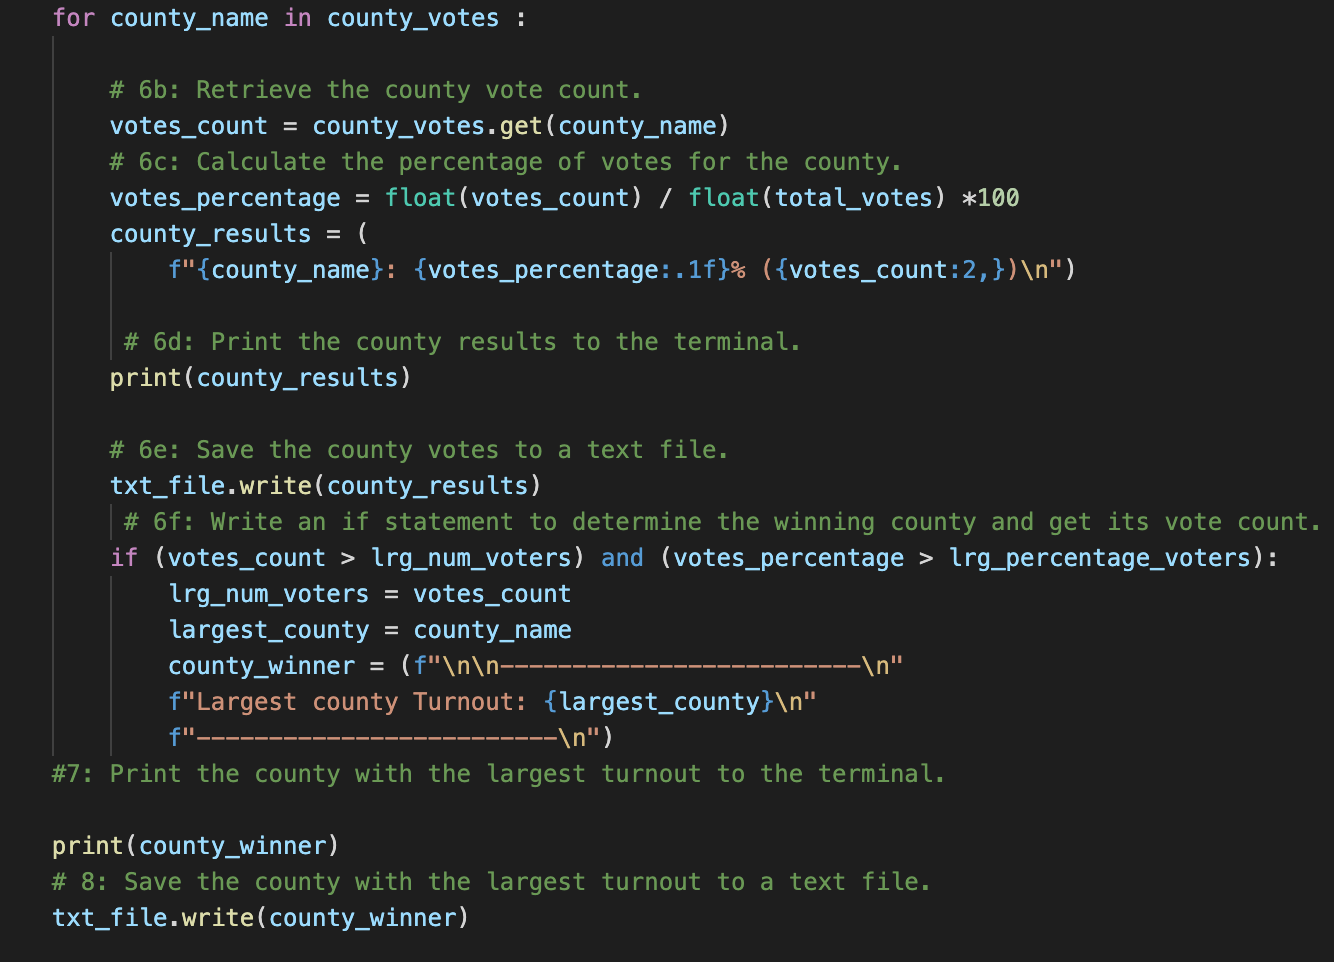 for county_name in county_votes :
# 6b: Retrieve the county vote count.
votes_count = county_votes.get(county_name)
# 6c: Calculate the percentage of votes for the county.
votes_percentage = float(votes_count) / float(total_votes) *100
county_results = (
f"{county_name}: {votes_percentage:.1f}% ({votes_count:2,})\n")
# 6d: Print the county results to the terminal.
print(county_results)
# 6e: Save the county votes to a text file.
txt_file.write(county_results)
# 6f: Write an if statement to determine the winning county and get its vote count.
if (votes_count > lrg_num_voters) and (votes_percentage > lrg_percentage_voters):
lrg_num_voters = votes_count
largest_county = county_name
county_winner = (f"\n\n-------------------------\n"
f"Largest county Turnout: {largest_county}\n"
f"-------------------------\n")
#7: Print the county with the largest turnout to the terminal.
print(county_winner)
# 8: Save the county with the largest turnout to a text file.
txt_file.write(county_winner)